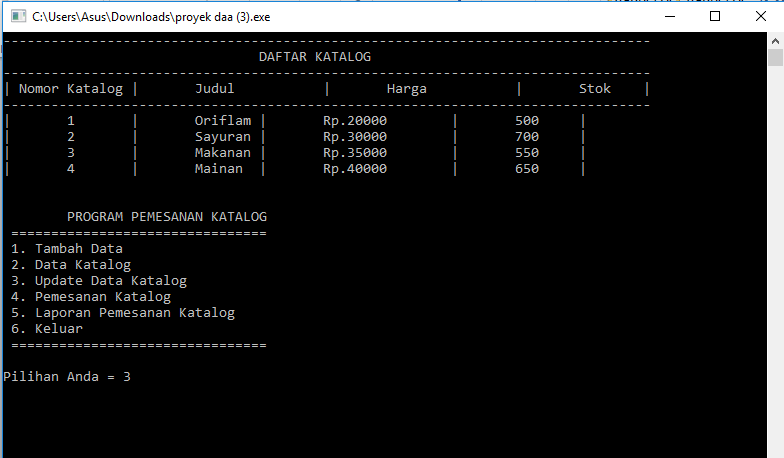 C:\Users\Asus\Downloads\proyek daa (3).exe
---------------------------------------------------------------------------------
DAFTAR KATALOG
---------------------------------------------------------------------------------
| Nomor Katalog | Judul | Harga | Stok |
---------------------------------------------------------------------------------
| 1 | Oriflam | Rp.20000 | 500 |
| 2 | Sayuran | Rp.30000 | 700 |
| 3 | Makanan | Rp.35000 | 550 |
| 4 | Mainan | Rp.40000 | 650 |
PROGRAM PEMESANAN KATALOG
================================
1. Tambah Data
2. Data Katalog
3. Update Data Katalog
4. Pemesanan Katalog
5. Laporan Pemesanan Katalog
6. Keluar
================================
Pilihan Anda = 3